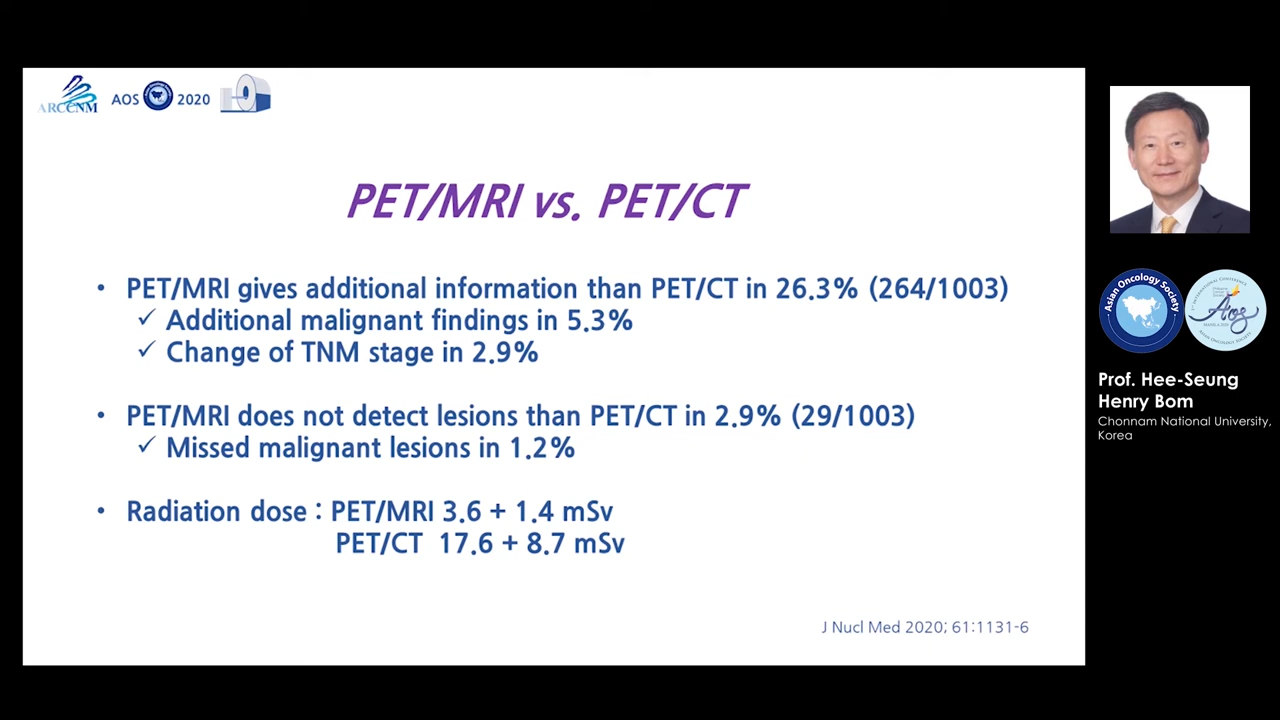 ARCCNM
AOS 2020
PET/MRI vs. PET/CT
• PET/MRI gives additional information than PET/CT in 26.3% (264/1003)
✓ Additional malignant findings in 5.3%
✓ Change of TNM stage in 2.9%
• PET/MRI does not detect lesions than PET/CT in 2.9% (29/1003)
✓ Missed malignant lesions in 1.2%
• Radiation dose : PET/MRI 3.6 + 1.4 mSv
PET/CT 17.6 + 8.7 mSv
J Nucl Med 2020; 61:1131-6
Asian Oncology Society
Aos
Prof. Hee-Seung
Henry Bom
Chonnam National University,
Korea